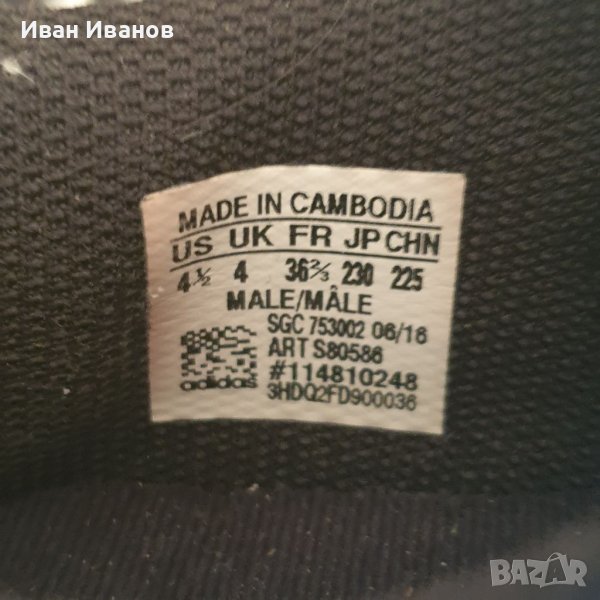 Иван Иванов
MADE IN CAMBODIA
US UK FR JP CHN
4½ 4 36⅔ 230 225
MALE/MÂLE
SGC 753002 06/16
ART S80586
#114810248
3HDQ2FD900036
adidas
BAZAR